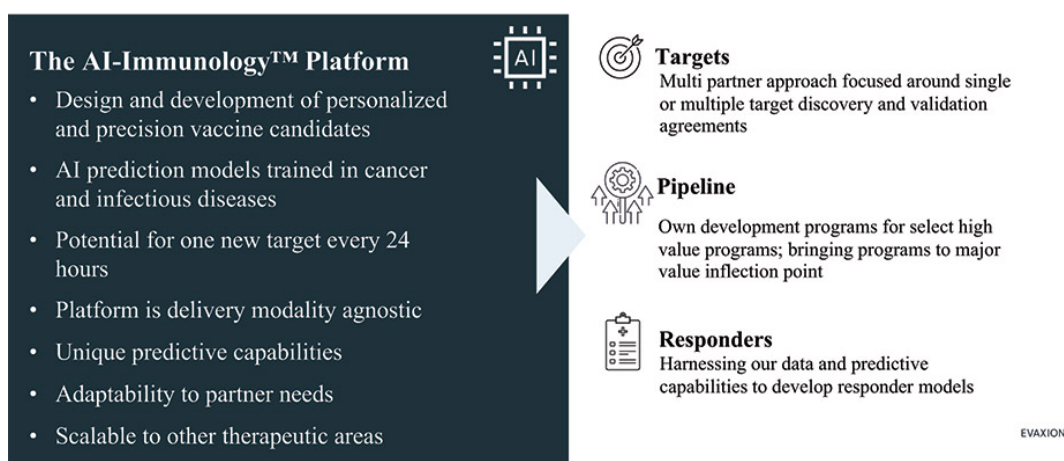 The AI-Immunology™ Platform
AI
• Design and development of personalized
and precision vaccine candidates
• AI prediction models trained in cancer
and infectious diseases
• Potential for one new target every 24
hours
• Platform is delivery modality agnostic
• Unique predictive capabilities
• Adaptability to partner needs
• Scalable to other therapeutic areas
Targets
Multi partner approach focused around single
or multiple target discovery and validation
agreements
Pipeline
Own development programs for select high
value programs; bringing programs to major
value inflection point
Responders
Harnessing our data and predictive
capabilities to develop responder models
EVAXION